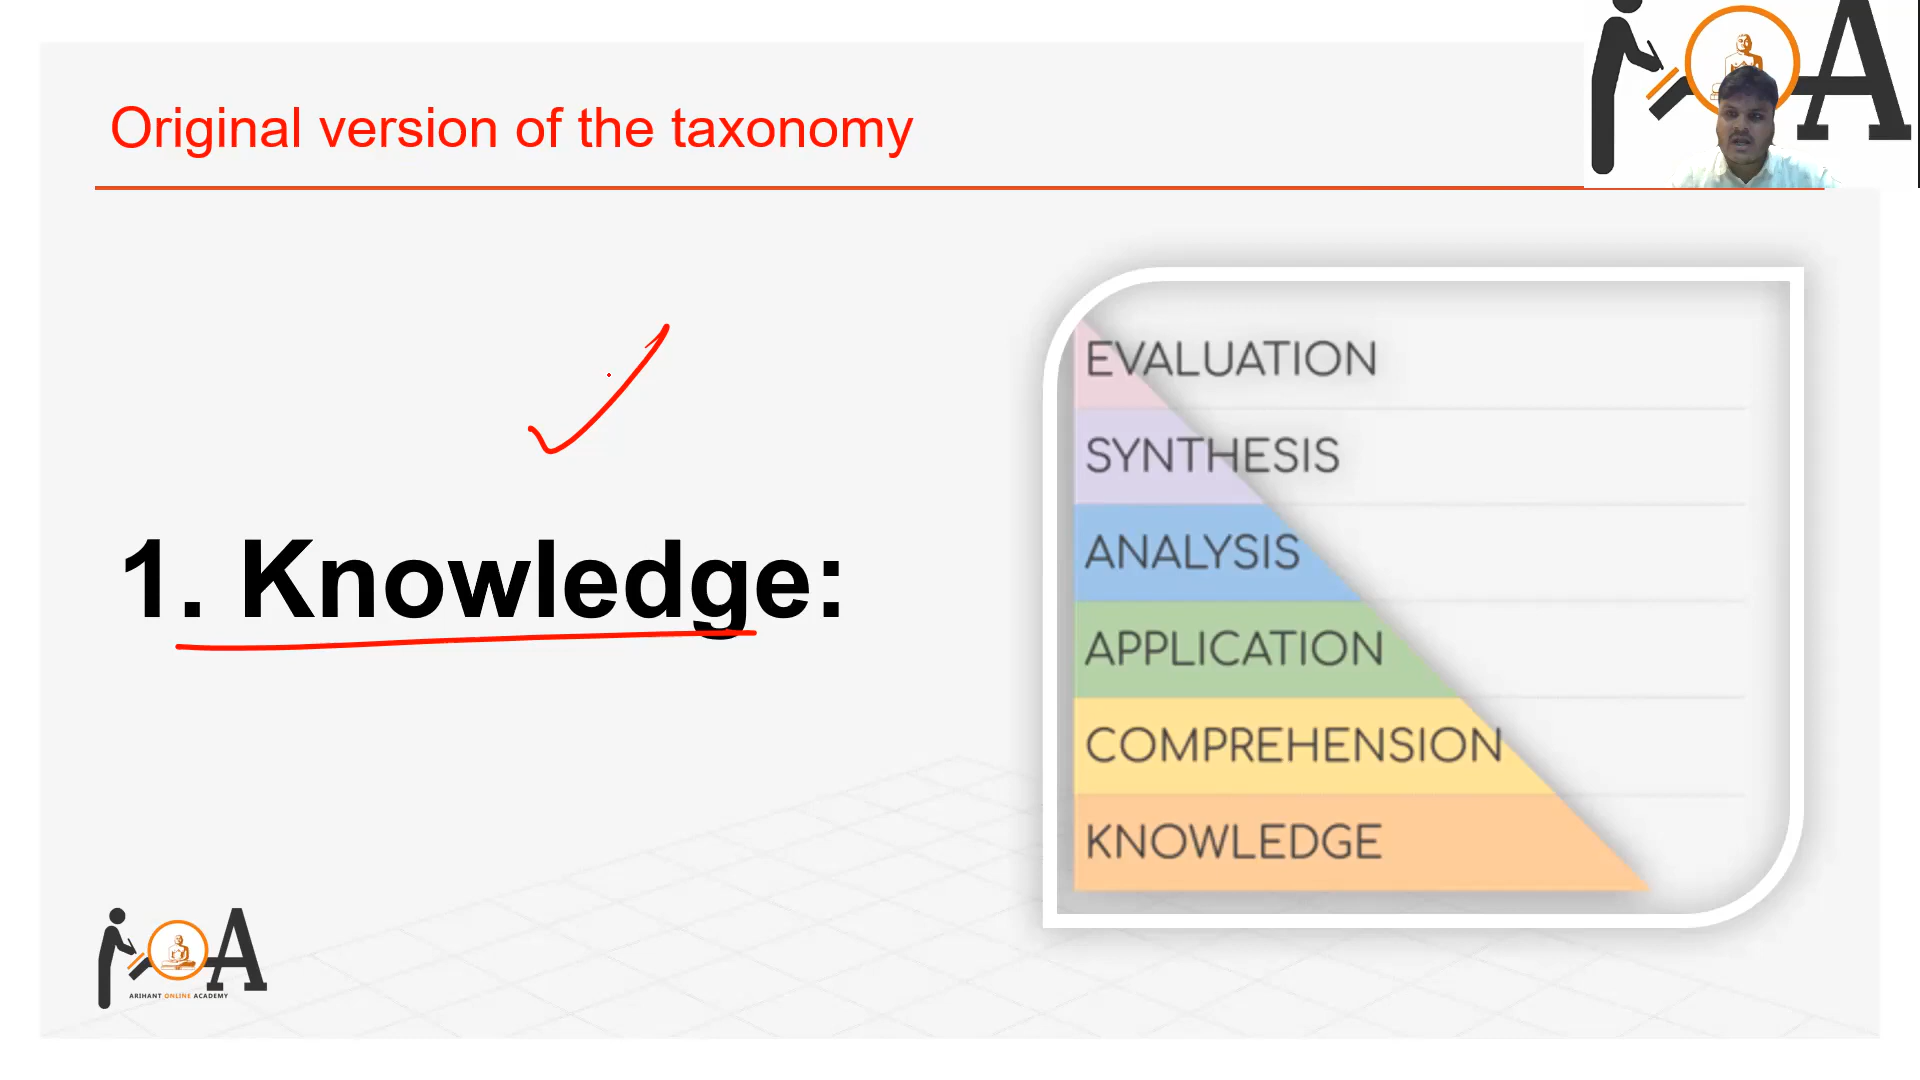 Original version of the taxonomy
1. Knowledge:
EVALUATION
SYNTHESIS
ANALYSIS
APPLICATION
COMPREHENSION
KNOWLEDGE
A
A
ARIHANT ONLINE ACADEMY